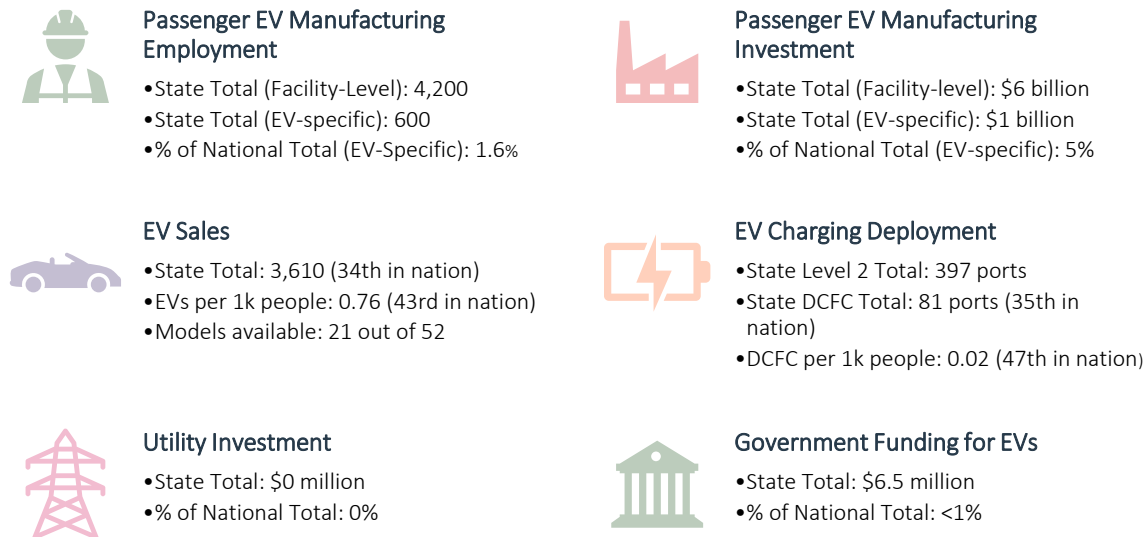 Passenger EV Manufacturing
Employment
•State Total (Facility-Level): 4,200
•State Total (EV-specific): 600
•% of National Total (EV-Specific): 1.6%
Passenger EV Manufacturing
Investment
•State Total (Facility-level): $6 billion
•State Total (EV-specific): $1 billion
•% of National Total (EV-specific): 5%
EV Sales
•State Total: 3,610 (34th in nation)
•EVs per 1k people: 0.76 (43rd in nation)
•Models available: 21 out of 52
EV Charging Deployment
•State Level 2 Total: 397 ports
•State DCFC Total: 81 ports (35th in
nation)
•DCFC per 1k people: 0.02 (47th in nation)
Utility Investment
•State Total: $0 million
•% of National Total: 0%
Government Funding for EVs
•State Total: $6.5 million
•% of National Total: <1%